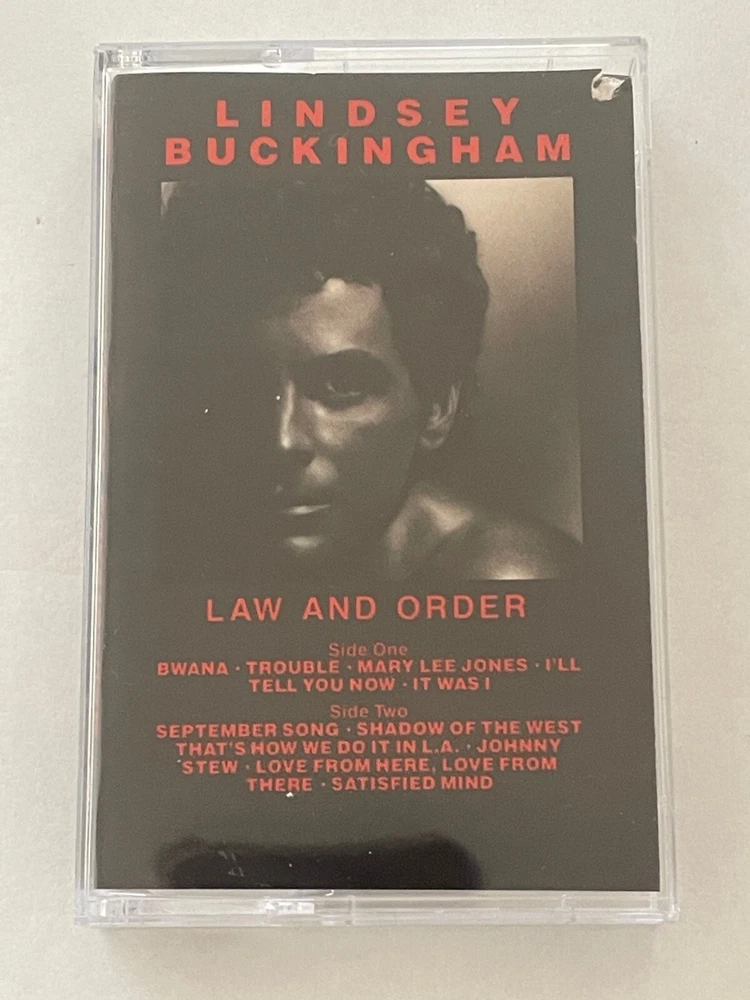 LINDSEY
BUCKINGHAM
LAW AND ORDER
Side One
BWANA · TROUBLE · MARY LEE JONES · I'LL
TELL YOU NOW · IT WAS I
Side Two
SEPTEMBER SONG · SHADOW OF THE WEST
THAT'S HOW WE DO IT IN L.A. · JOHNNY
STEW · LOVE FROM HERE, LOVE FROM
THERE · SATISFIED MIND